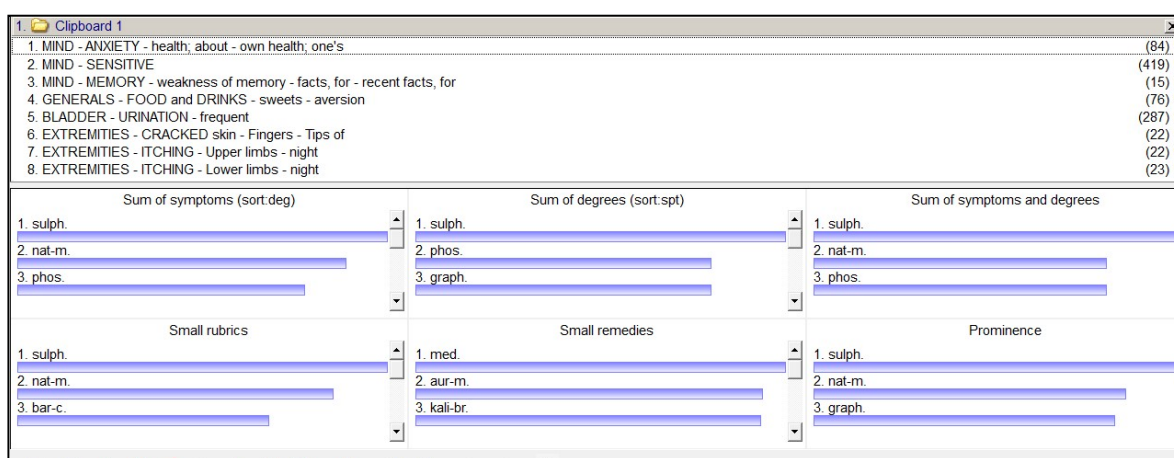 1. Clipboard 1
1. MIND - ANXIETY - health; about - own health; one's (84)
2. MIND - SENSITIVE (419)
3. MIND - MEMORY - weakness of memory - facts, for - recent facts, for (15)
4. GENERALS - FOOD and DRINKS - sweets - aversion (76)
5. BLADDER - URINATION - frequent (287)
6. EXTREMITIES - CRACKED skin - Fingers - Tips of (22)
7. EXTREMITIES - ITCHING - Upper limbs - night (22)
8. EXTREMITIES - ITCHING - Lower limbs - night (23)
Sum of symptoms (sort:deg)
1. sulph.
2. nat-m.
3. phos.
Sum of degrees (sort:spt)
1. sulph.
2. phos.
3. graph.
Sum of symptoms and degrees
1. sulph.
2. nat-m.
3. phos.
Small rubrics
1. sulph.
2. nat-m.
3. bar-c.
Small remedies
1. med.
2. aur-m.
3. kali-br.
Prominence
1. sulph.
2. nat-m.
3. graph.